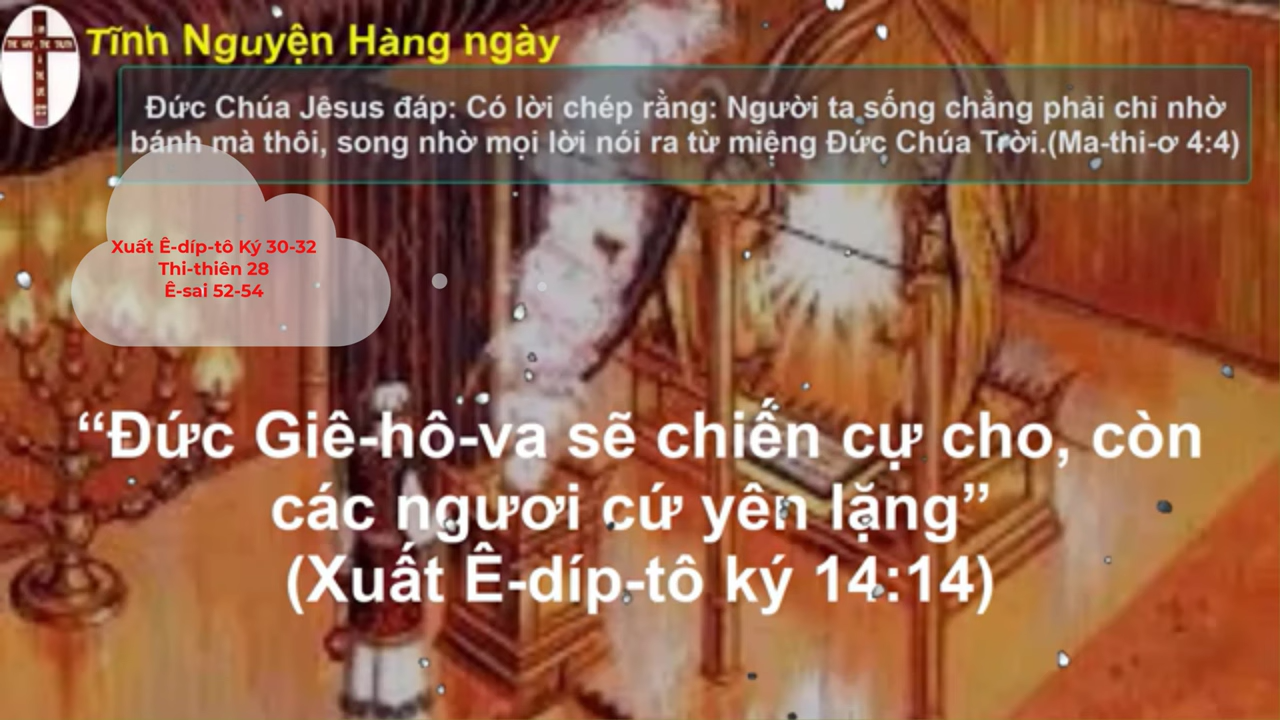 Tĩnh Nguyện Hàng ngày
Đức Chúa Jêsus đáp: Có lời chép rằng: Người ta sống chẳng phải chỉ nhờ
bánh mà thôi, song nhờ mọi lời nói ra từ miệng Đức Chúa Trời.(Ma-thi-ơ 4:4)
Xuất Ê-díp-tô Ký 30-32
Thi-thiên 28
Ê-sai 52-54
“Đức Giê-hô-va sẽ chiến cự cho, còn
các ngươi cứ yên lặng”
(Xuất Ê-díp-tô ký 14:14)